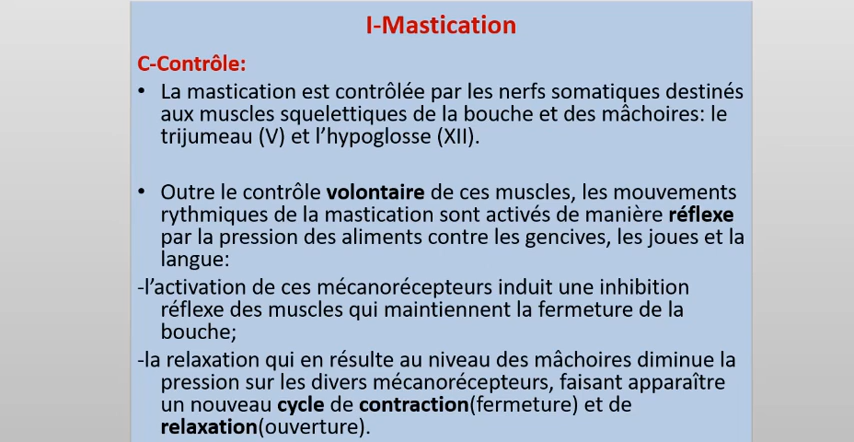 I-Mastication
C-Contrôle:
• La mastication est contrôlée par les nerfs somatiques destinés
aux muscles squelettiques de la bouche et des mâchoires: le
trijumeau (V) et l’hypoglosse (XII).
• Outre le contrôle volontaire de ces muscles, les mouvements
rythmiques de la mastication sont activés de manière réflexe
par la pression des aliments contre les gencives, les joues et la
langue:
-l’activation de ces mécanorécepteurs induit une inhibition
réflexe des muscles qui maintiennent la fermeture de la
bouche;
-la relaxation qui en résulte au niveau des mâchoires diminue la
pression sur les divers mécanorécepteurs, faisant apparaître
un nouveau cycle de contraction(fermeture) et de
relaxation(ouverture).